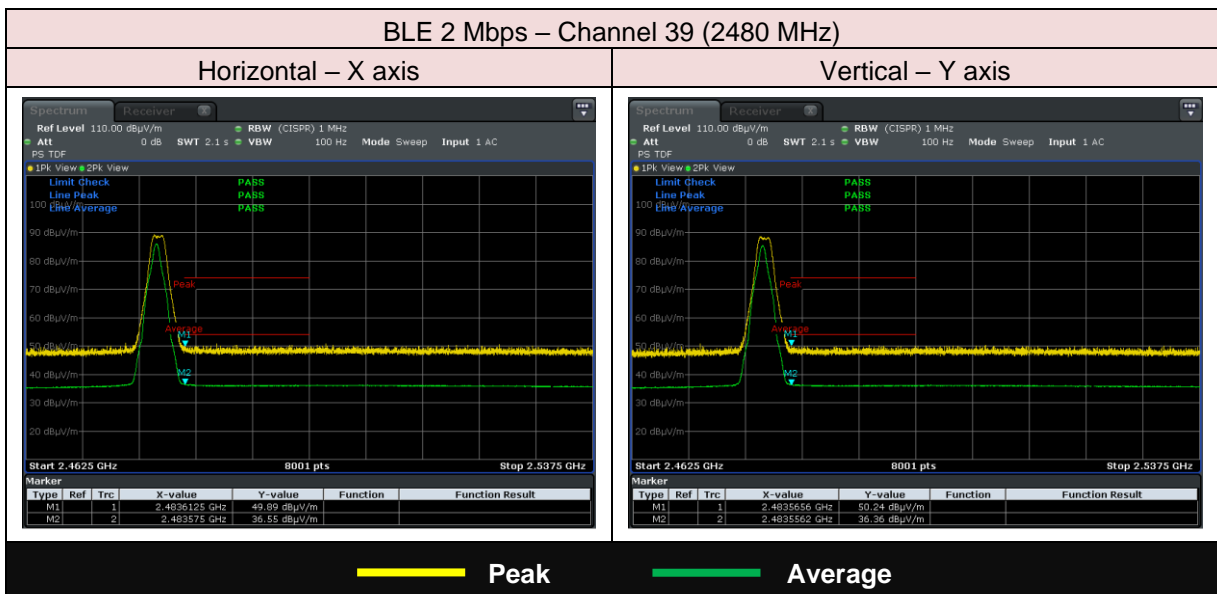 BLE 2 Mbps – Channel 39 (2480 MHz)
Horizontal – X axis
Vertical – Y axis
Spectrum Receiver
Ref Level 110.00 dBµV/m RBW (CISPR) 1 MHz
Att 0 dB SWT 2.1 s VBW 100 Hz Mode Sweep Input 1 AC
PS TDF
1Pk View 2Pk View
Limit Check PASS
Line Peak PASS
100 dBµV/m Line Average PASS
90 dBµV/m
80 dBµV/m
70 dBµV/m
Peak
60 dBµV/m
Average
M1
50 dBµV/m
M2
40 dBµV/m
30 dBµV/m
20 dBµV/m
Start 2.4625 GHz 8001 pts Stop 2.5375 GHz
Marker
Type Ref Trc X-value Y-value Function Function Result
M1 1 2.4836125 GHz 49.89 dBµV/m
M2 2 2.483575 GHz 36.55 dBµV/m
Spectrum Receiver
Ref Level 110.00 dBµV/m RBW (CISPR) 1 MHz
Att 0 dB SWT 2.1 s VBW 100 Hz Mode Sweep Input 1 AC
PS TDF
1Pk View 2Pk View
Limit Check PASS
Line Peak PASS
100 dBµV/m Line Average PASS
90 dBµV/m
80 dBµV/m
70 dBµV/m
Peak
60 dBµV/m
Average
M1
50 dBµV/m
M2
40 dBµV/m
30 dBµV/m
20 dBµV/m
Start 2.4625 GHz 8001 pts Stop 2.5375 GHz
Marker
Type Ref Trc X-value Y-value Function Function Result
M1 1 2.4835656 GHz 50.24 dBµV/m
M2 2 2.4835562 GHz 36.36 dBµV/m
Peak
Average